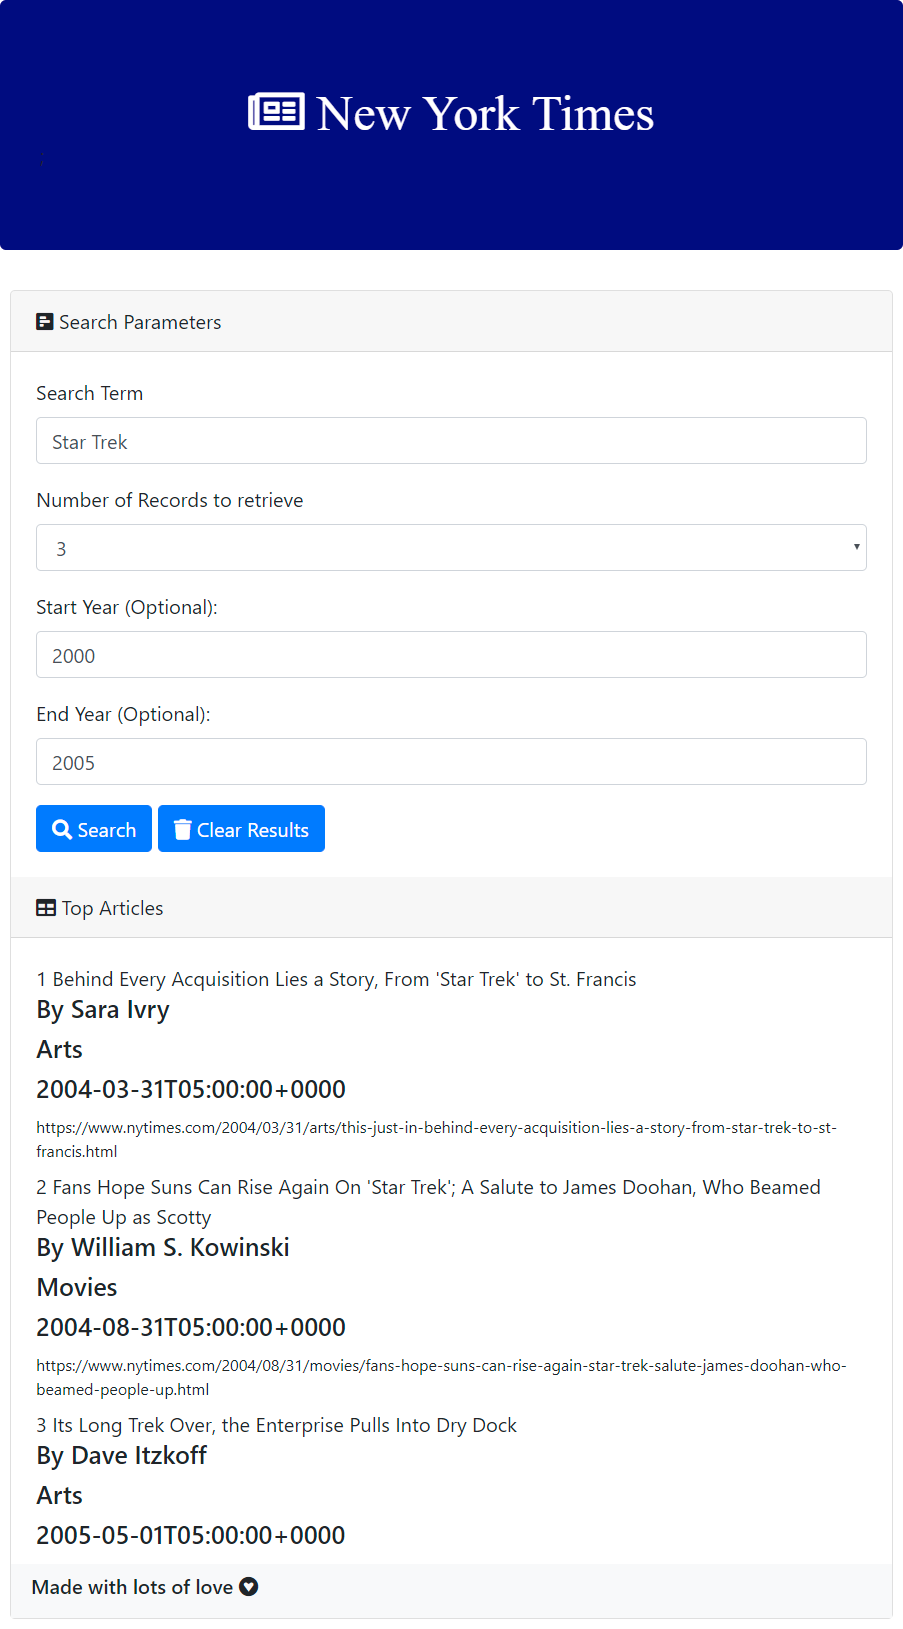 New York Times
;
Search Parameters
Search Term
Star Trek
Number of Records to retrieve
3
Start Year (Optional):
2000
End Year (Optional):
2005
Search Clear Results
Top Articles
1 Behind Every Acquisition Lies a Story, From 'Star Trek' to St. Francis
By Sara Ivry
Arts
2004-03-31T05:00:00+0000
https://www.nytimes.com/2004/03/31/arts/this-just-in-behind-every-acquisition-lies-a-story-from-star-trek-to-st-
francis.html
2 Fans Hope Suns Can Rise Again On 'Star Trek'; A Salute to James Doohan, Who Beamed
People Up as Scotty
By William S. Kowinski
Movies
2004-08-31T05:00:00+0000
https://www.nytimes.com/2004/08/31/movies/fans-hope-suns-can-rise-again-star-trek-salute-james-doohan-who-
beamed-people-up.html
3 Its Long Trek Over, the Enterprise Pulls Into Dry Dock
By Dave Itzkoff
Arts
2005-05-01T05:00:00+0000
Made with lots of love